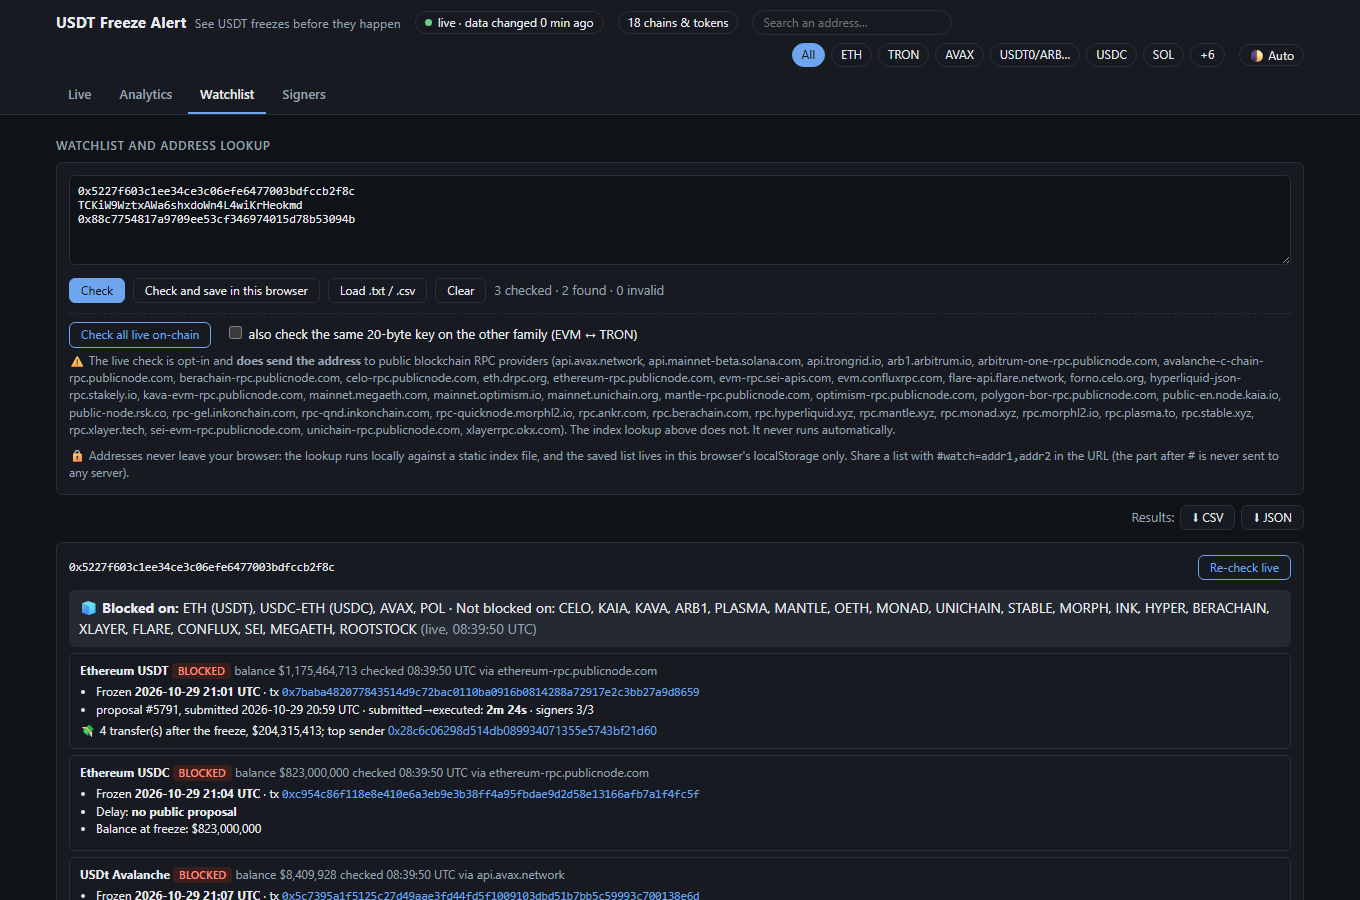 USDT Freeze Alert See USDT freezes before they happen live · data changed 0 min ago 18 chains & tokens Search an address...
All ETH TRON AVAX USDT0/ARB... USDC SOL +6 Auto
Live Analytics Watchlist Signers
WATCHLIST AND ADDRESS LOOKUP
0x5227f603c1ee34ce3c06efe6477003bdfccb2f8c
TCKiW9WztxAWa6shxdoWn4L4wiKrHeokmd
0x88c7754817a9709ee53cf346974015d78b53094b
Check Check and save in this browser Load .txt / .csv Clear 3 checked · 2 found · 0 invalid
Check all live on-chain also check the same 20-byte key on the other family (EVM ↔ TRON)
⚠️ The live check is opt-in and does send the address to public blockchain RPC providers (api.avax.network, api.mainnet-beta.solana.com, api.trongrid.io, arb1.arbitrum.io, arbitrum-one-rpc.publicnode.com, avalanche-c-chain-
rpc.publicnode.com, berachain-rpc.publicnode.com, celo-rpc.publicnode.com, eth.drpc.org, ethereum-rpc.publicnode.com, evm-rpc.sei-apis.com, evm.confluxrpc.com, flare-api.flare.network, forno.celo.org, hyperliquid-json-
rpc.stakely.io, kava-evm-rpc.publicnode.com, mainnet.megaeth.com, mainnet.optimism.io, mainnet.unichain.org, mantle-rpc.publicnode.com, optimism-rpc.publicnode.com, polygon-bor-rpc.publicnode.com, public-en.node.kaia.io,
public-node.rsk.co, rpc-gel.inkonchain.com, rpc-qnd.inkonchain.com, rpc-quicknode.morphl2.io, rpc.ankr.com, rpc.berachain.com, rpc.hyperliquid.xyz, rpc.mantle.xyz, rpc.monad.xyz, rpc.morphl2.io, rpc.plasma.to, rpc.stable.xyz,
rpc.xlayer.tech, sei-evm-rpc.publicnode.com, unichain-rpc.publicnode.com, xlayerrpc.okx.com). The index lookup above does not. It never runs automatically.
🔒 Addresses never leave your browser: the lookup runs locally against a static index file, and the saved list lives in this browser's localStorage only. Share a list with #watch=addr1,addr2 in the URL (the part after # is never sent to
any server).
Results: ⬇ CSV ⬇ JSON
0x5227f603c1ee34ce3c06efe6477003bdfccb2f8c Re-check live
🧊 Blocked on: ETH (USDT), USDC-ETH (USDC), AVAX, POL · Not blocked on: CELO, KAIA, KAVA, ARB1, PLASMA, MANTLE, OETH, MONAD, UNICHAIN, STABLE, MORPH, INK, HYPER, BERACHAIN,
XLAYER, FLARE, CONFLUX, SEI, MEGAETH, ROOTSTOCK (live, 08:39:50 UTC)
Ethereum USDT BLOCKED balance $1,175,464,713 checked 08:39:50 UTC via ethereum-rpc.publicnode.com
• Frozen 2026-10-29 21:01 UTC · tx 0x7baba482077843514d9c72bac0110ba0916b0814288a72917e2c3bb27a9d8659
• proposal #5791, submitted 2026-10-29 20:59 UTC · submitted→executed: 2m 24s · signers 3/3
💸 4 transfer(s) after the freeze, $204,315,413; top sender 0x28c6c06298d514db089934071355e5743bf21d60
Ethereum USDC BLOCKED balance $823,000,000 checked 08:39:50 UTC via ethereum-rpc.publicnode.com
• Frozen 2026-10-29 21:04 UTC · tx 0xc954c86f118e8e410e6a3eb9e3b38ff4a95fbdae9d2d58e13166afb7a1f4fc5f
• Delay: no public proposal
• Balance at freeze: $823,000,000
USDt Avalanche BLOCKED balance $8,409,928 checked 08:39:50 UTC via api.avax.network
• Frozen 2026-10-29 21:07 UTC · tx 0x5c7395a1f5125c27d49aae3fd44fd5f1009103dbd51b7bb5c59993c700138e6d